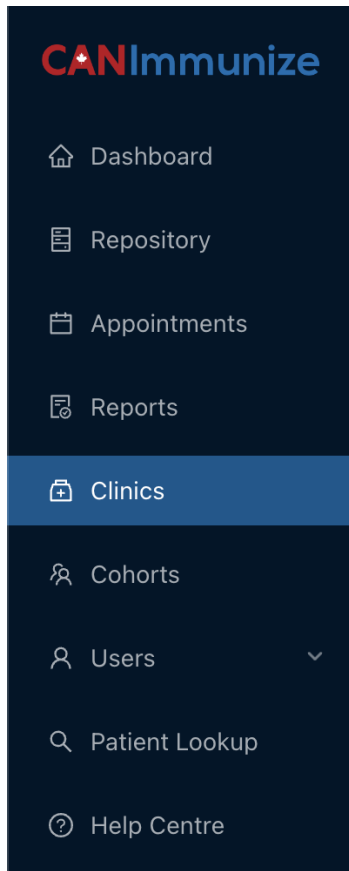 CANImmunize
Dashboard
Repository
Appointments
Reports
Clinics
Cohorts
Users
Patient Lookup
Help Centre